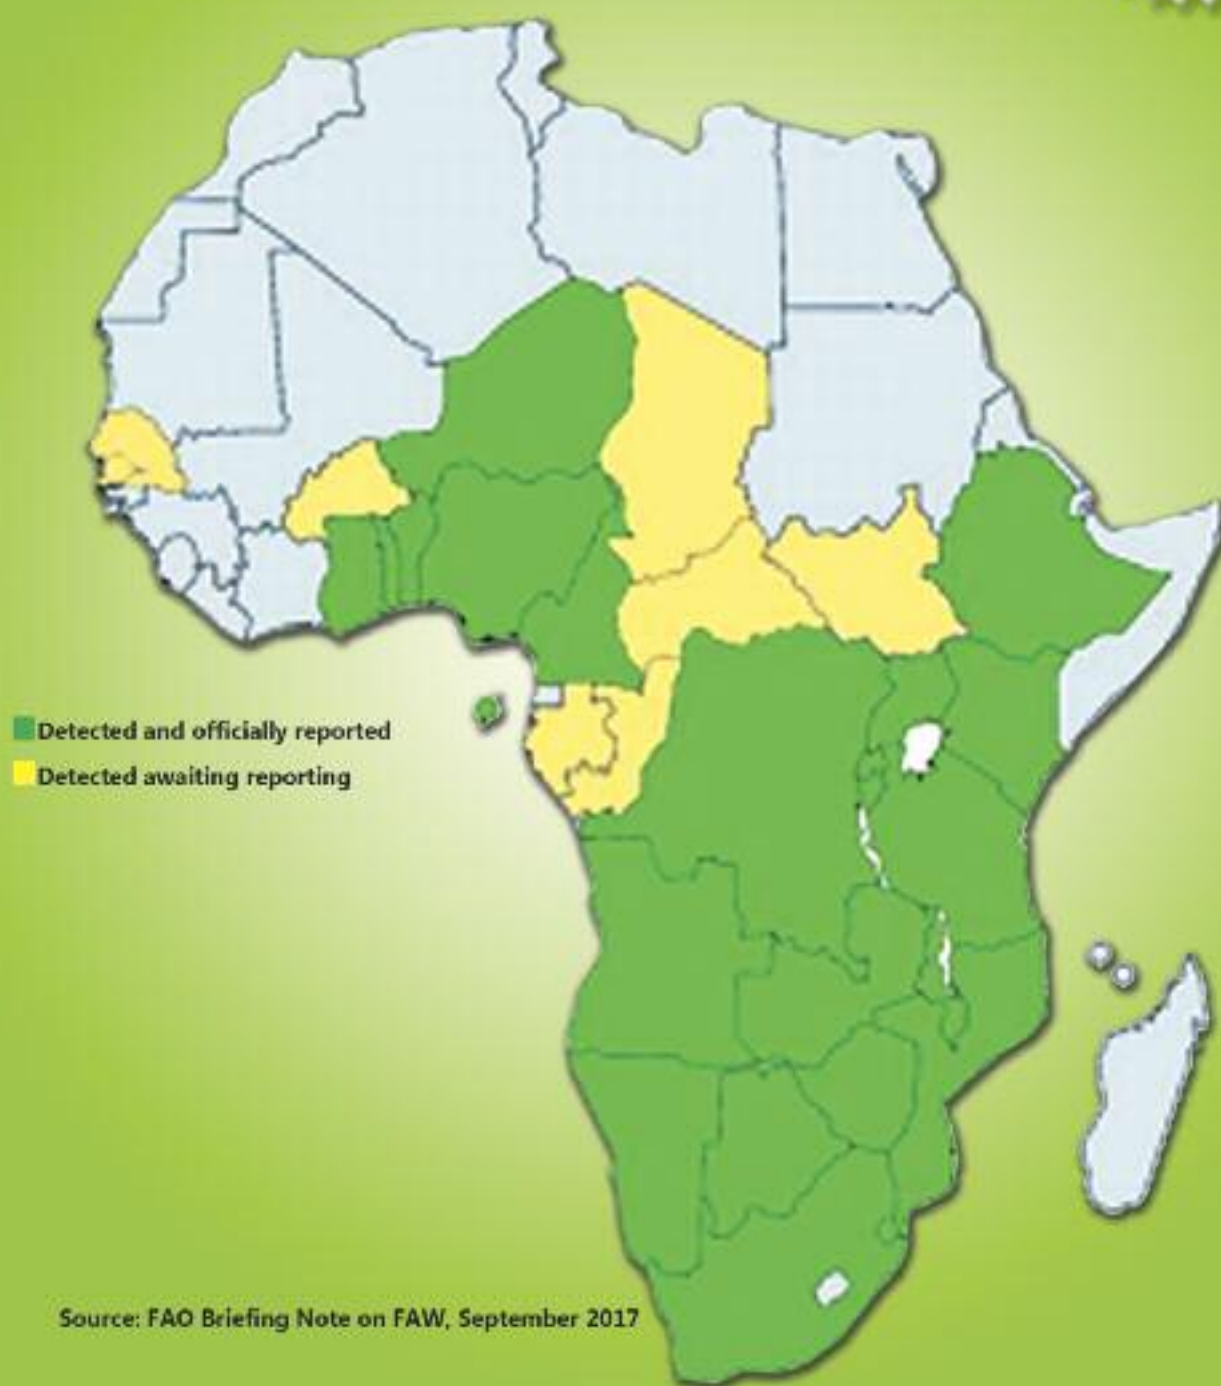 Detected and officially reported
Detected awaiting reporting
Source: FAO Briefing Note on FAW, September 2017